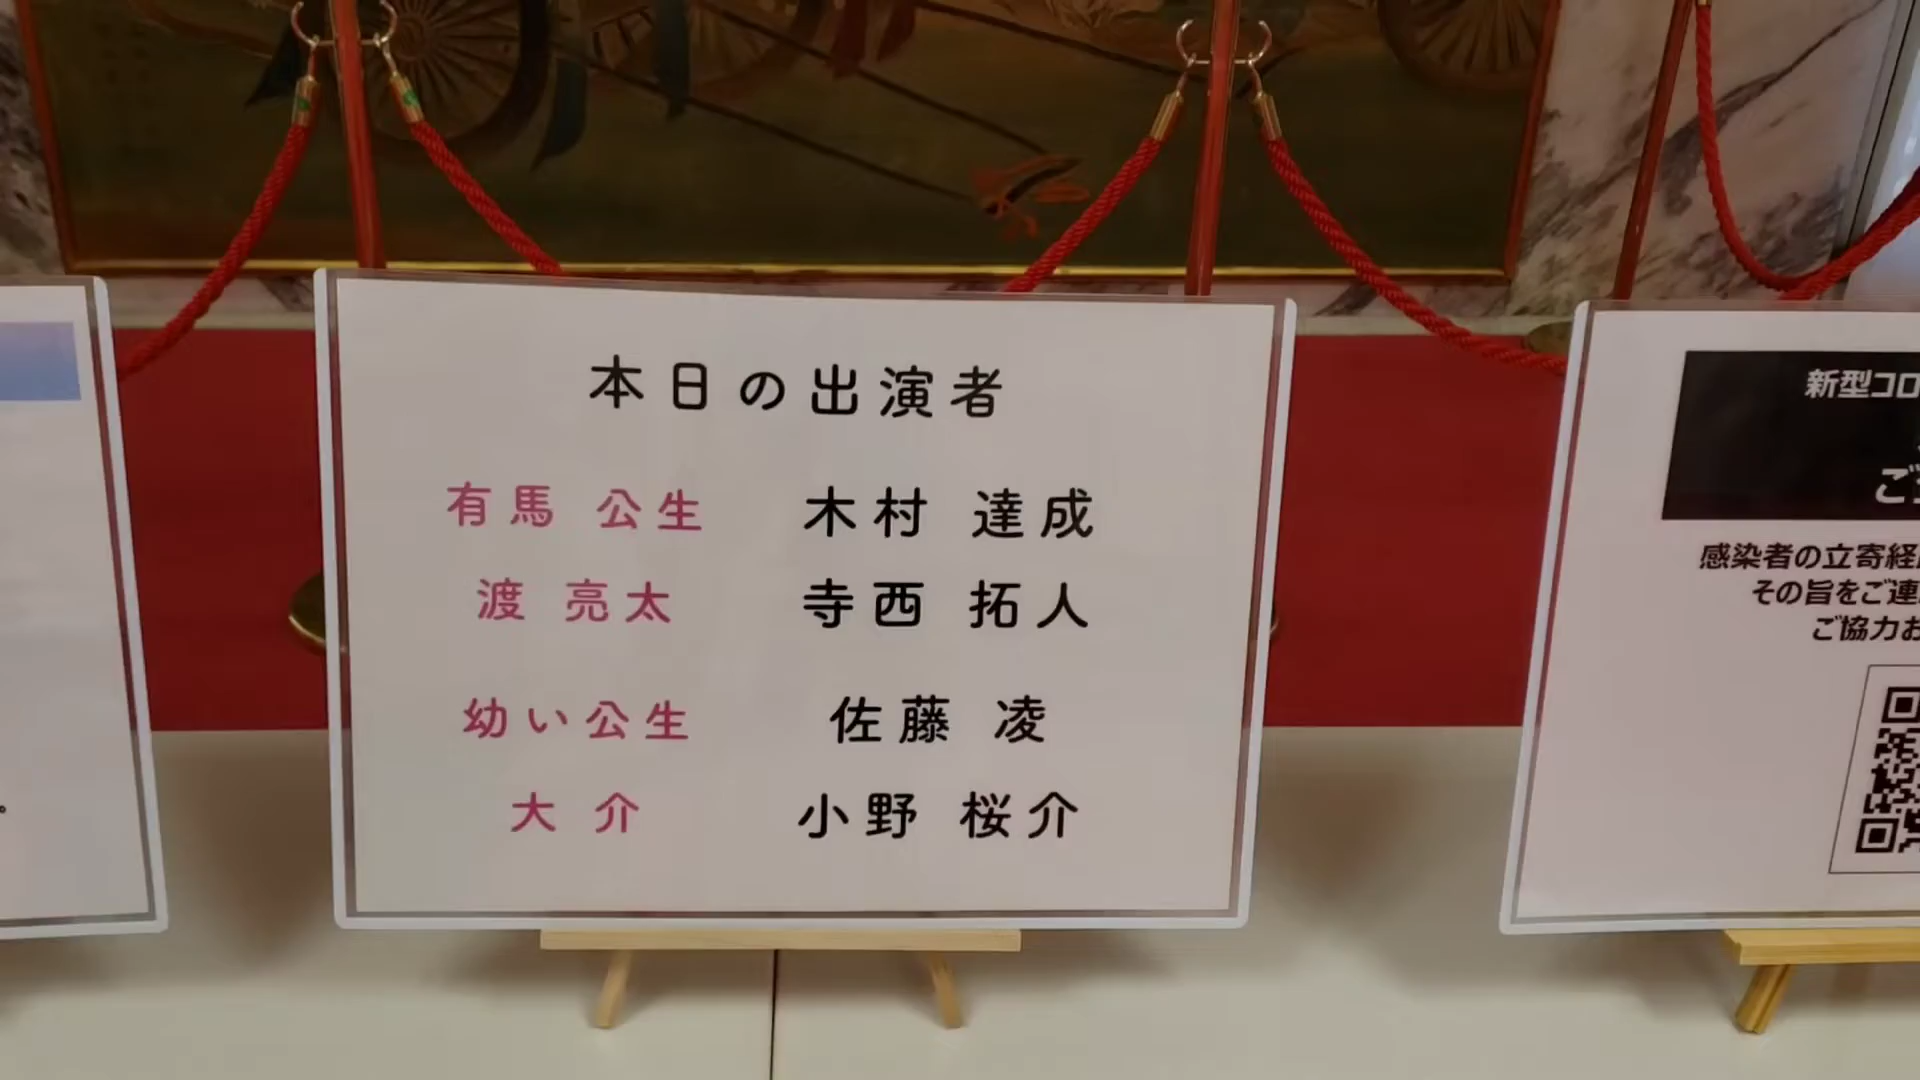 本日の出演者
有馬 公生 木村 達成
渡 亮太 寺西 拓人
幼い公生 佐藤 凌
大 介 小野 桜介
。
新型コロ
ご
感染者の立寄経
その旨をご連
ご協力お